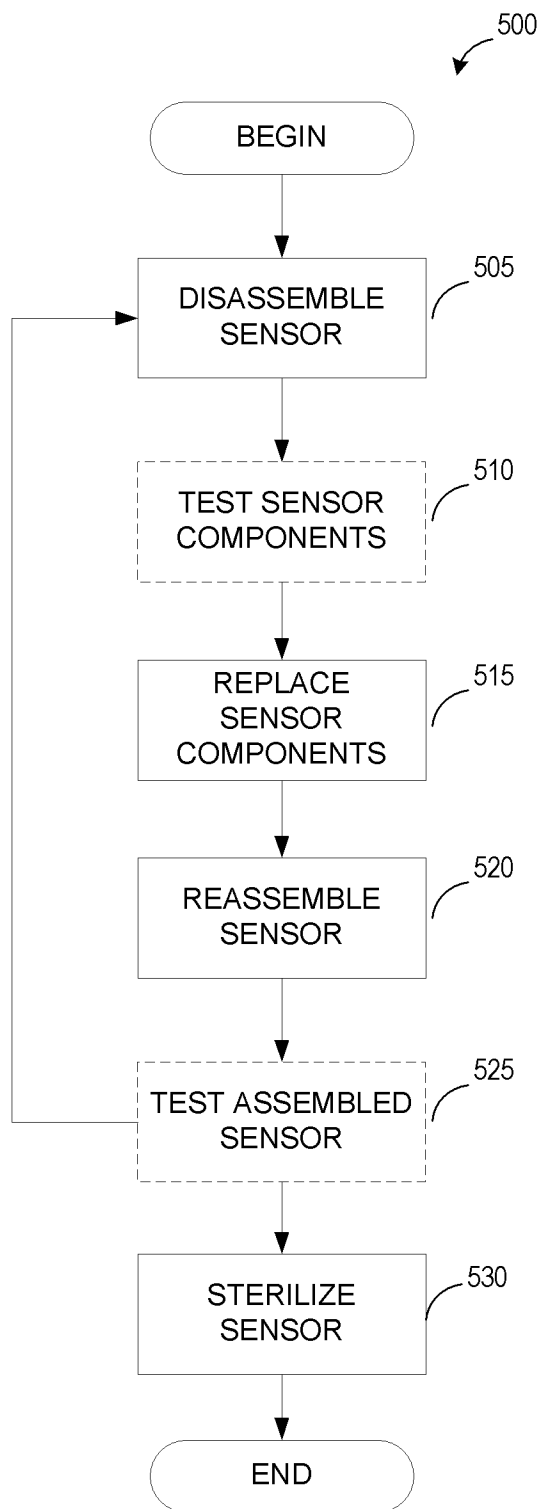 500
BEGIN
505
DISASSEMBLE
SENSOR
510
TEST SENSOR
COMPONENTS
515
REPLACE
SENSOR
COMPONENTS
520
REASSEMBLE
SENSOR
525
TEST ASSEMBLED
SENSOR
530
STERILIZE
SENSOR
END